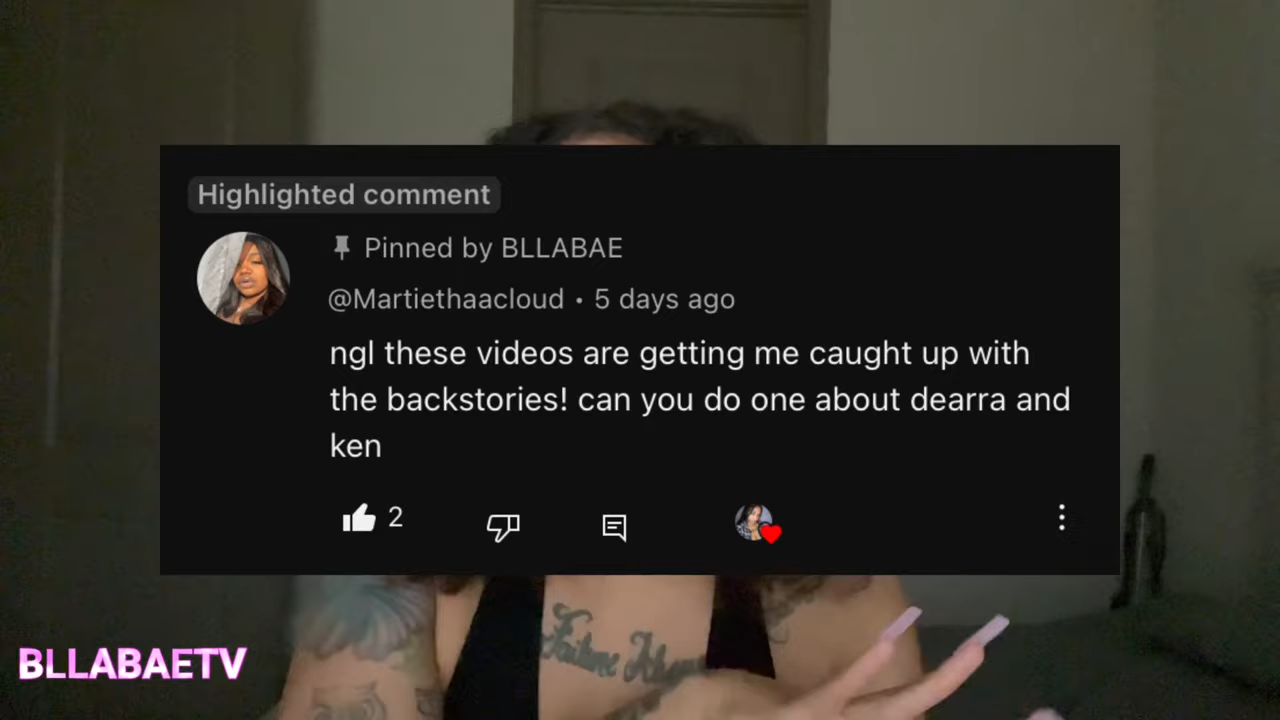 Highlighted comment
Pinned by BLLABAE
@Martiethaacloud • 5 days ago
ngl these videos are getting me caught up with
the backstories! can you do one about dearra and
ken
2
BLLABAETV